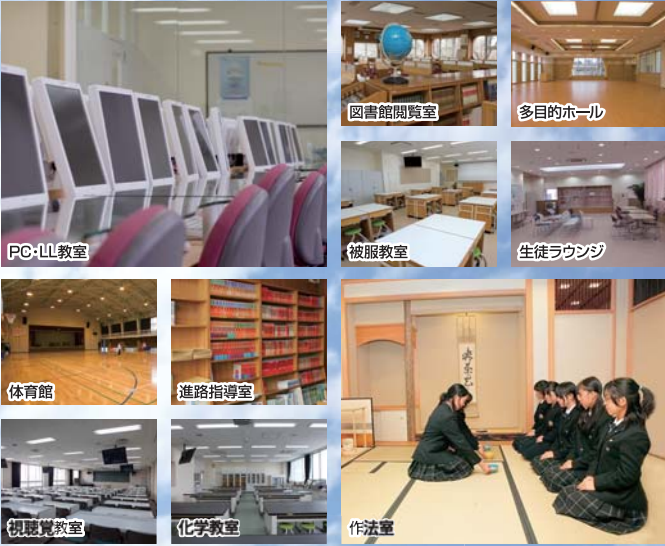 PC・LL教室
図書館閲覧室
多目的ホール
被服教室
生徒ラウンジ
体育館
進路指導室
視聴覚教室
化学教室
作法室